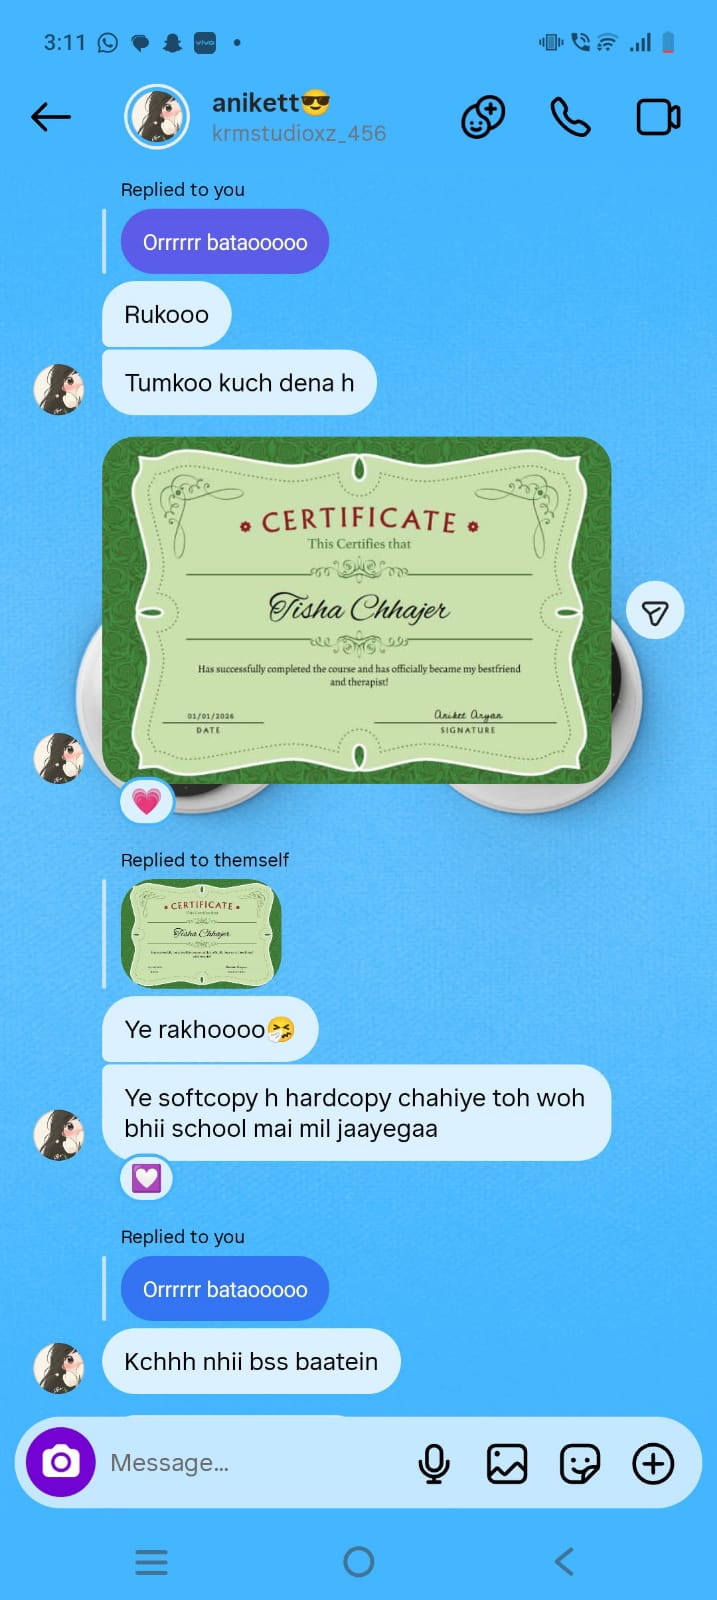 3:11
vivo
anikett😎
krmstudioxz_456
Replied to you
Orrrrrr bataooooo
Rukooo
Tumkoo kuch dena h
CERTIFICATE
This Certifies that
Tisha Chhajer
Has successfully completed the course and has officially became my bestfriend
and therapist!
01/01/2026
Aniket Aryan
DATE
SIGNATURE
Replied to themself
CERTIFICATE
Tisha Chhajer
Ye rakhoooo🤧
Ye softcopy h hardcopy chahiye toh woh
bhii school mai mil jaayegaa
Replied to you
Orrrrrr bataooooo
Kchhh nhii bss baatein
Message...